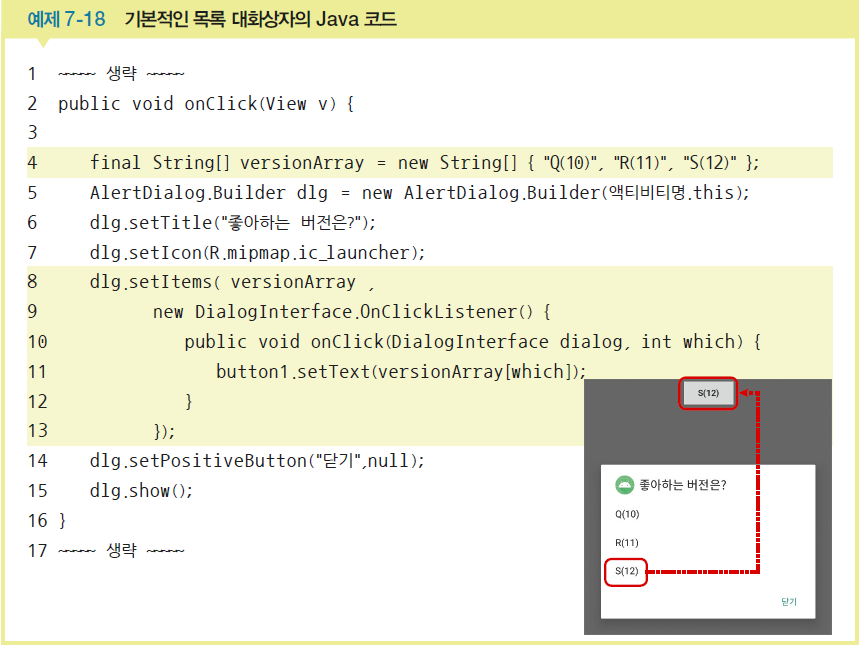 예제 7-18 기본적인 목록 대화상자의 Java 코드
1 ~~~~ 생략 ~~~~
2 public void onClick(View v) {
3
4 final String[] versionArray = new String[] { "Q(10)", "R(11)", "S(12)" };
5 AlertDialog.Builder dlg = new AlertDialog.Builder(액티비티명.this);
6 dlg.setTitle("좋아하는 버전은?");
7 dlg.setIcon(R.mipmap.ic_launcher);
8 dlg.setItems( versionArray ,
9 new DialogInterface.OnClickListener() {
10 public void onClick(DialogInterface dialog, int which) {
11 button1.setText(versionArray[which]);
12 }
13 });
14 dlg.setPositiveButton("닫기",null);
15 dlg.show();
16 }
17 ~~~~ 생략 ~~~~
S(12)
좋아하는 버전은?
Q(10)
R(11)
S(12)
닫기